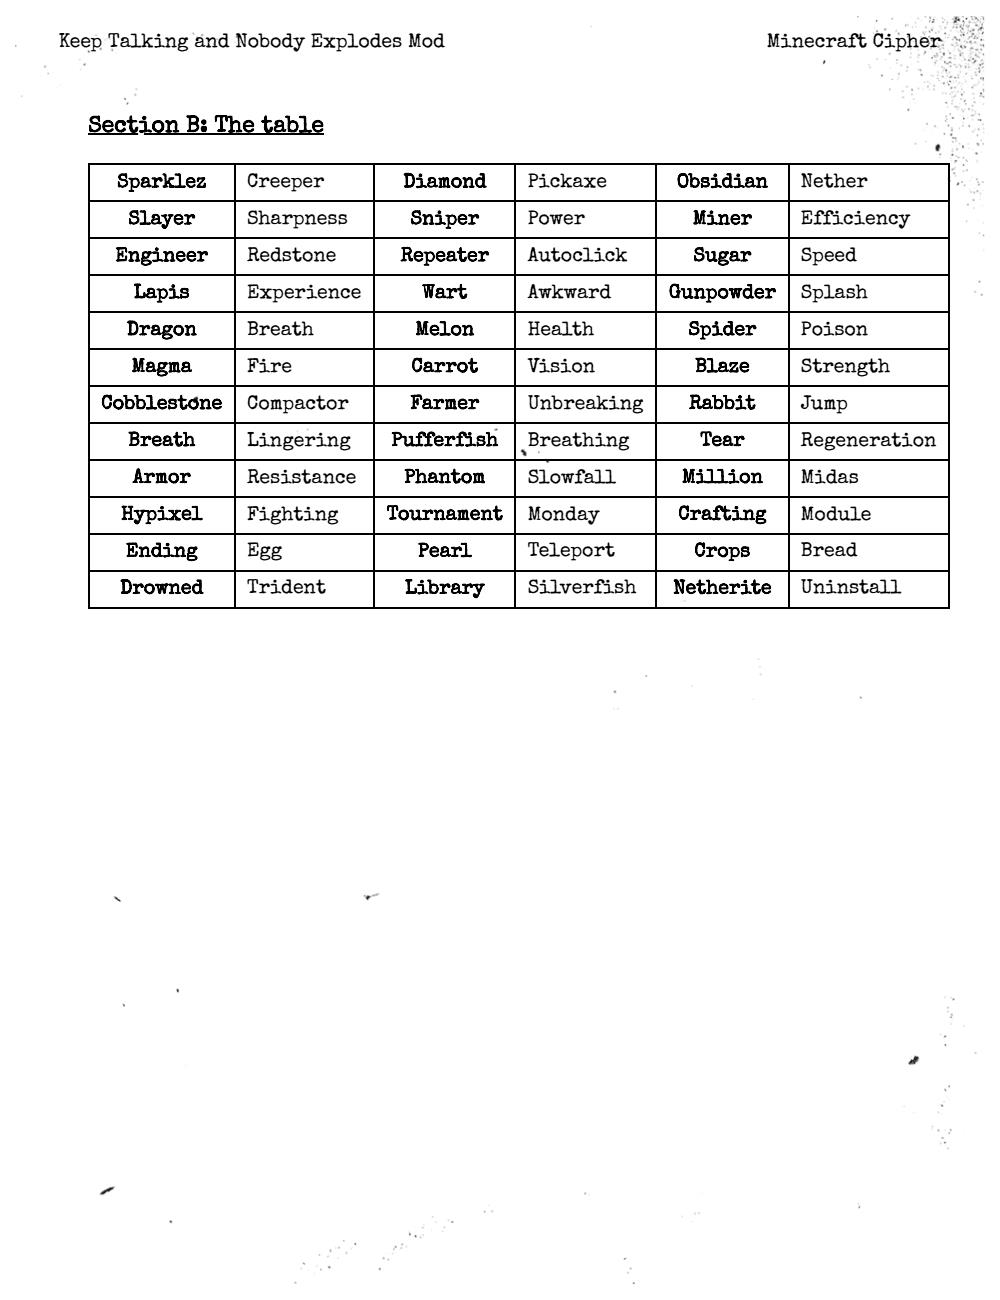 Keep Talking and Nobody Explodes Mod Minecraft Cipher
Section B: The table
Sparklez Creeper Diamond Pickaxe Obsidian Nether
Slayer Sharpness Sniper Power Miner Efficiency
Engineer Redstone Repeater Autoclick Sugar Speed
Lapis Experience Wart Awkward Gunpowder Splash
Dragon Breath Melon Health Spider Poison
Magma Fire Carrot Vision Blaze Strength
Cobblestone Compactor Farmer Unbreaking Rabbit Jump
Breath Lingering Pufferfish Breathing Tear Regeneration
Armor Resistance Phantom Slowfall Million Midas
Hypixel Fighting Tournament Monday Crafting Module
Ending Egg Pearl Teleport Crops Bread
Drowned Trident Library Silverfish Netherite Uninstall